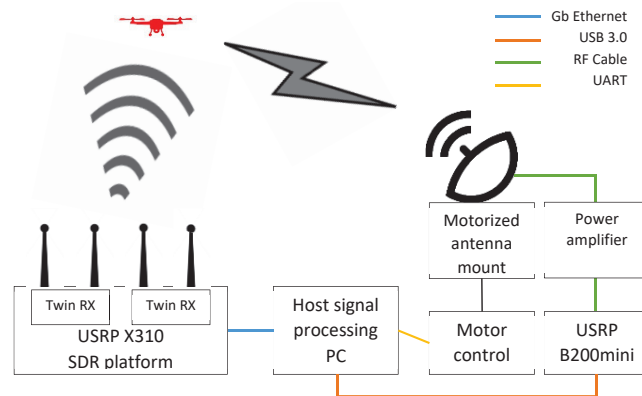 Gb Ethernet
USB 3.0
RF Cable
UART
Motorized
antenna
mount
Power
amplifier
Twin RX
Twin RX
USRP X310
SDR platform
Host signal
processing
PC
Motor
control
USRP
B200mini